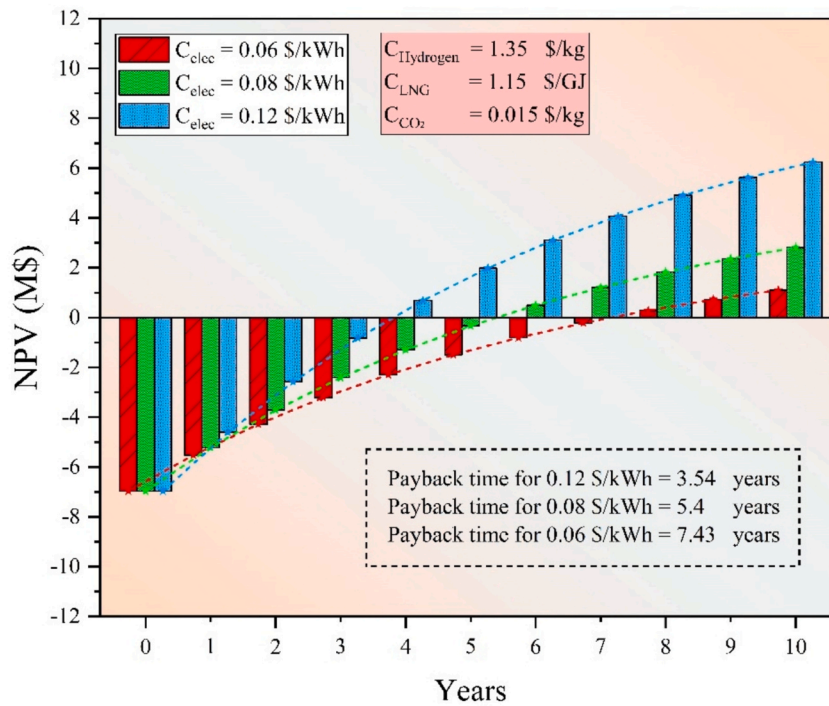 12
10
8
6
4
2
0
-2
-4
-6
-8
-10
-12
NPV (M$)
C_elec = 0.06 $/kWh
C_elec = 0.08 $/kWh
C_elec = 0.12 $/kWh
C_Hydrogen = 1.35 $/kg
C_LNG = 1.15 $/GJ
C_CO₂ = 0.015 $/kg
Payback time for 0.12 $/kWh = 3.54 years
Payback time for 0.08 $/kWh = 5.4 years
Payback time for 0.06 $/kWh = 7.43 years
0 1 2 3 4 5 6 7 8 9 10
Years